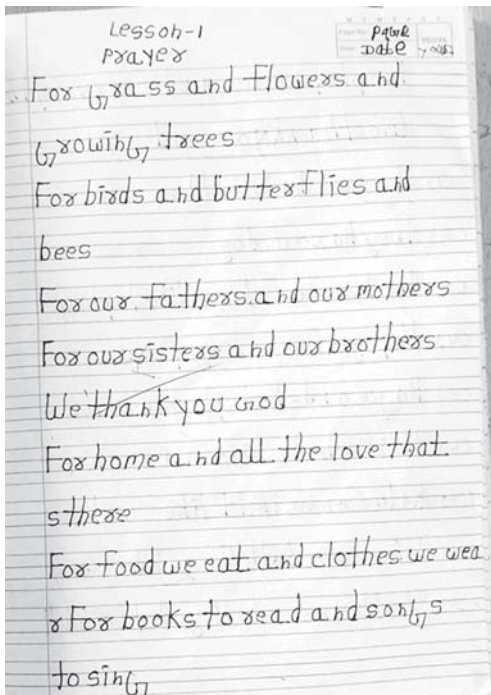 Lesson-1
Prayer
Page No
Date
For Grass and Flowers and
GrowinG trees
For birds and butterflies and
bees
For our fathers.and our mothers
For our sisters and our brothers
We thank you God
For home and all the love that
sthere
For food we eat and clothes we wea
r For books to read and sonGs
to sinG